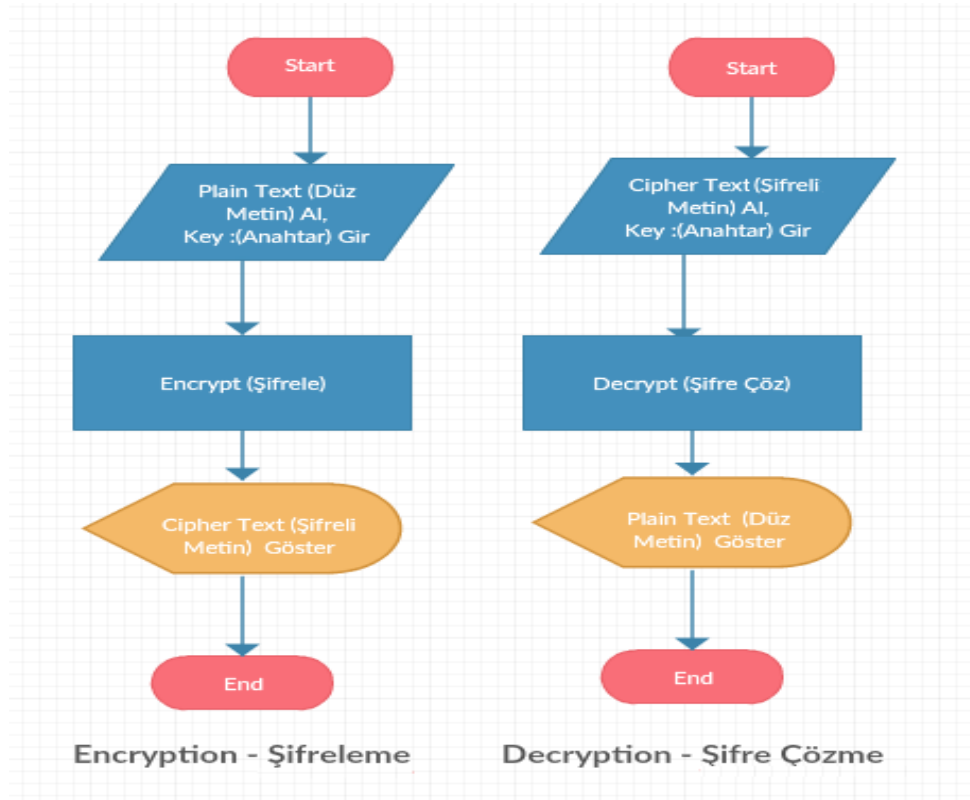 Start
Plain Text (Düz
Metin) Al,
Key :(Anahtar) Gir
Encrypt (Şifrele)
Cipher Text (Şifreli
Metin) Göster
End
Encryption - Şifreleme
Start
Cipher Text (Şifreli
Metin) Al,
Key :(Anahtar) Gir
Decrypt (Şifre Çöz)
Plain Text (Düz
Metin) Göster
End
Decryption - Şifre Çözme